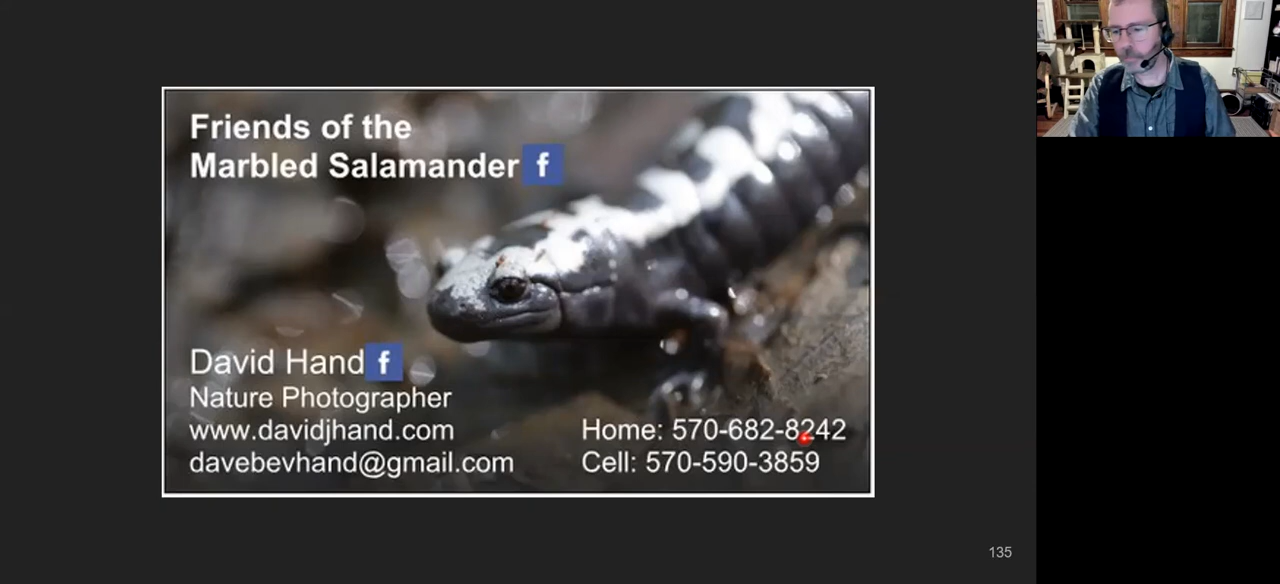 Friends of the
Marbled Salamander f
David Hand f
Nature Photographer
www.davidjhand.com
davebevhand@gmail.com
Home: 570-682-8242
Cell: 570-590-3859
135